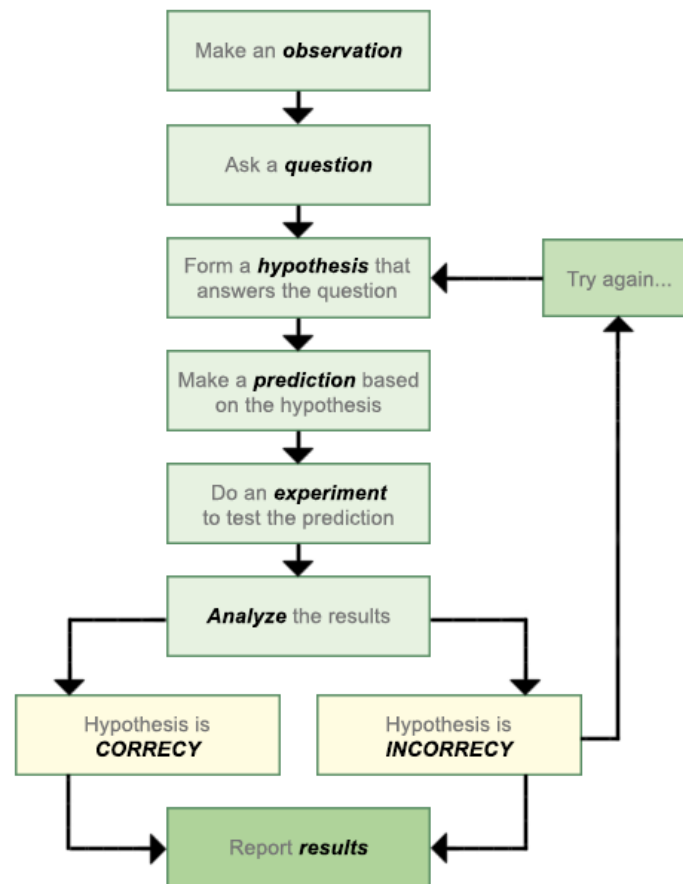 Make an observation
Ask a question
Form a hypothesis that
answers the question
Try again...
Make a prediction based
on the hypothesis
Do an experiment
to test the prediction
Analyze the results
Hypothesis is
CORRECY
Hypothesis is
INCORRECY
Report results